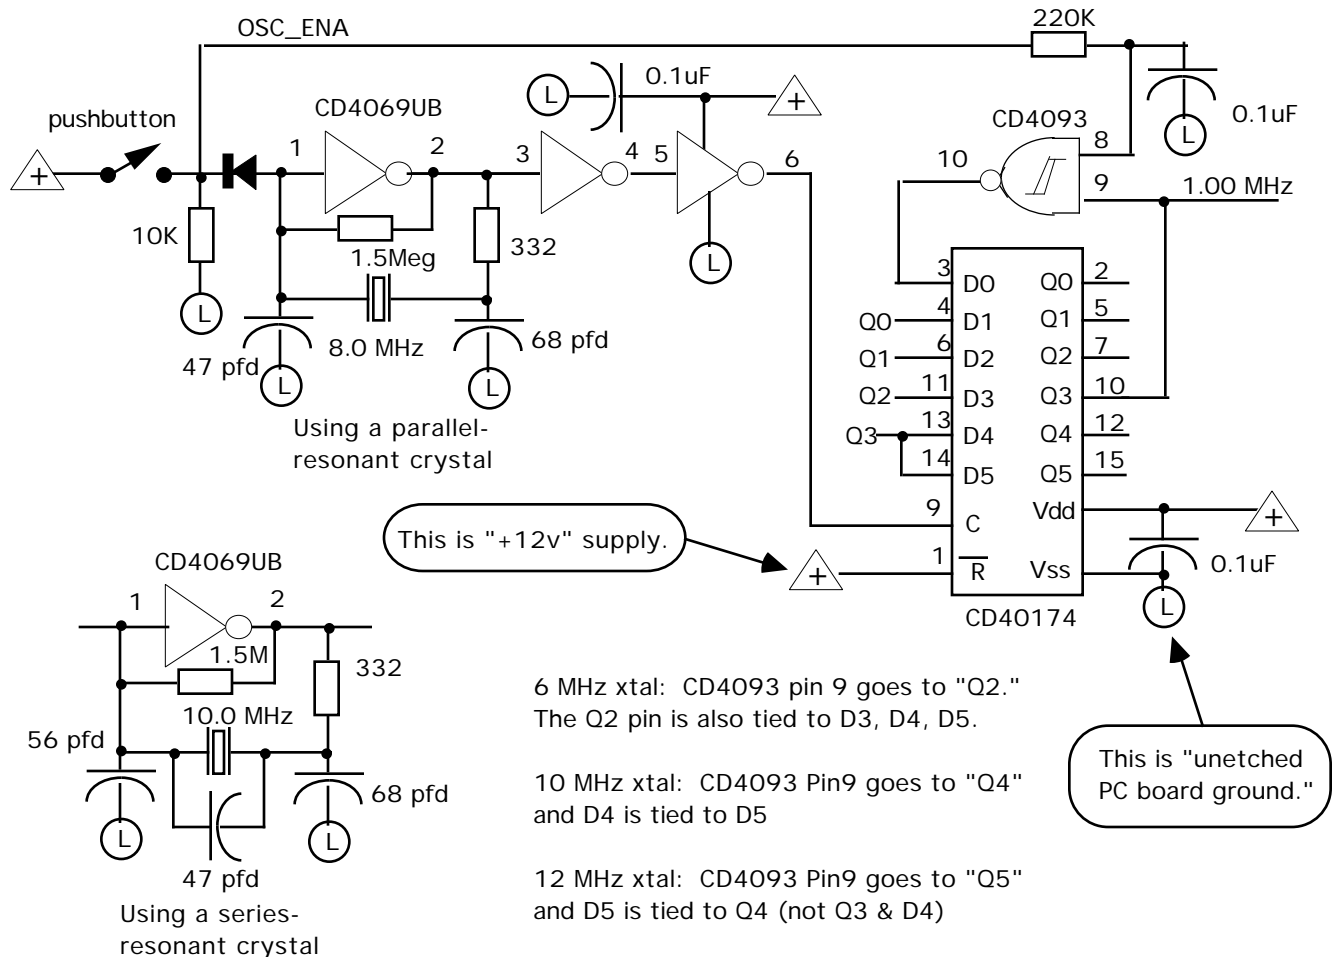 OSC_ENA
220K
0.1uF
L
+
CD4069UB
pushbutton
+
1
2
3
4
5
6
10K
L
1.5Meg
332
8.0 MHz
47 pfd
68 pfd
L
L
L
Using a parallel-
resonant crystal
0.1uF
L
CD4093
8
9
10
1.00 MHz
3
D0
Q0
2
Q0
4
D1
Q1
5
Q1
6
D2
Q2
7
Q2
11
D3
Q3
10
Q3
13
D4
Q4
12
14
D5
Q5
15
9
C
Vdd
+
1
R
Vss
0.1uF
L
CD40174
This is "+12v" supply.
+
CD4069UB
1
2
1.5M
332
10.0 MHz
56 pfd
68 pfd
L
L
47 pfd
Using a series-
resonant crystal
6 MHz xtal: CD4093 pin 9 goes to "Q2."
The Q2 pin is also tied to D3, D4, D5.
10 MHz xtal: CD4093 Pin9 goes to "Q4"
and D4 is tied to D5
12 MHz xtal: CD4093 Pin9 goes to "Q5"
and D5 is tied to Q4 (not Q3 & D4)
This is "unetched
PC board ground."